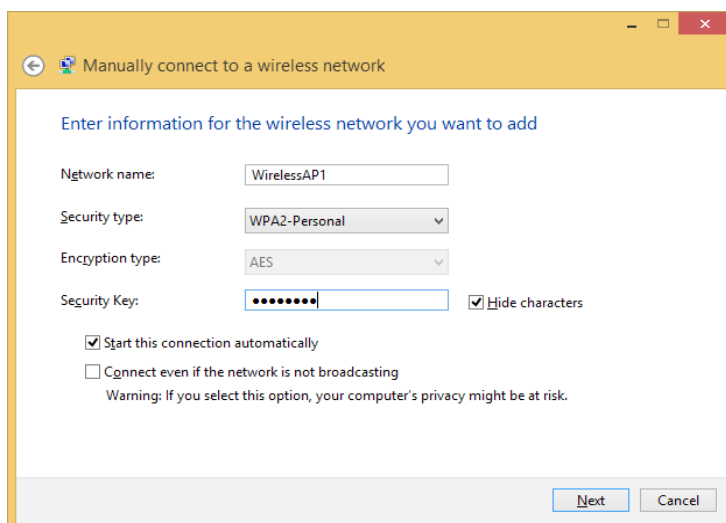 Manually connect to a wireless network
Enter information for the wireless network you want to add
Network name: WirelessAP1
Security type: WPA2-Personal
Encryption type: AES
Security Key: ●●●●●●●● Hide characters
Start this connection automatically
Connect even if the network is not broadcasting
Warning: If you select this option, your computer's privacy might be at risk.
Next Cancel